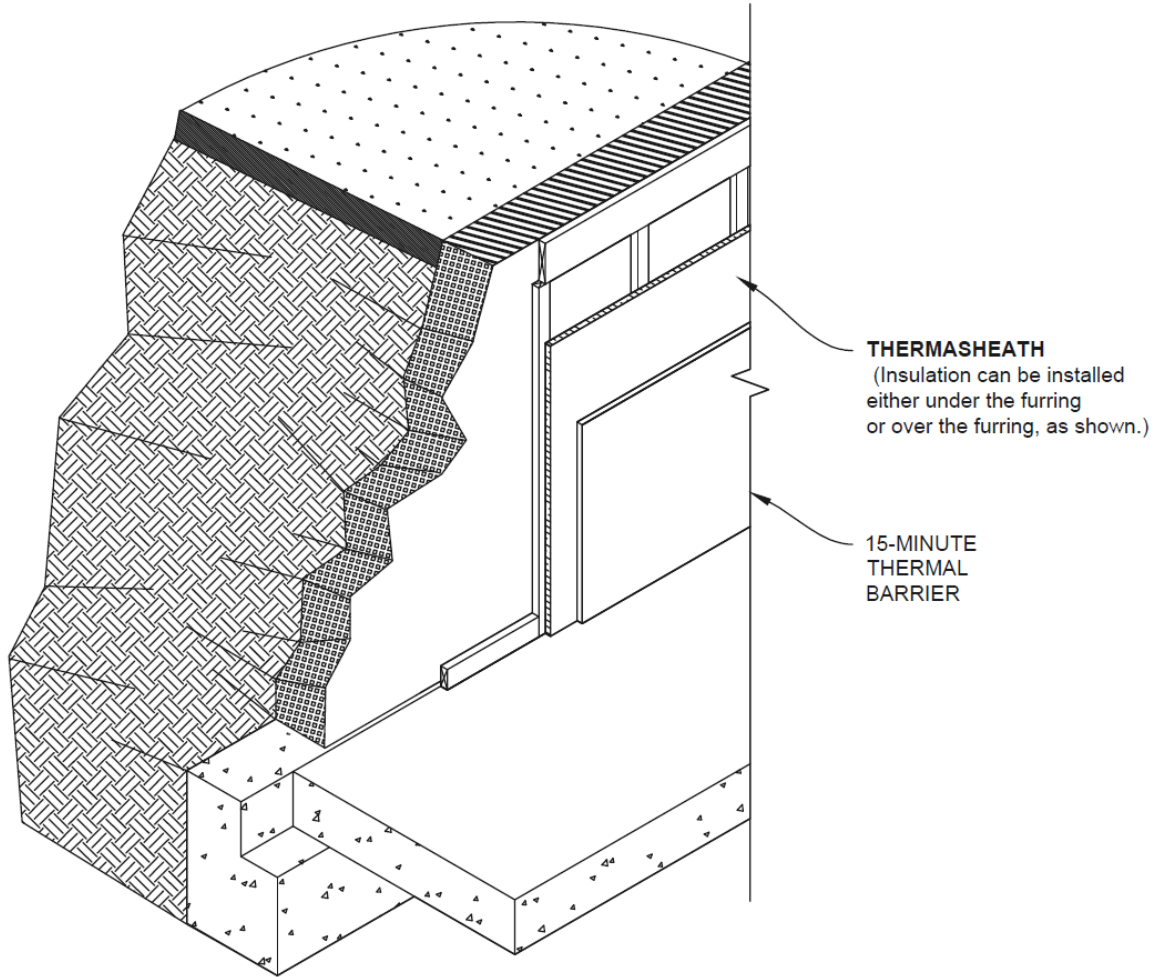 THERMASHEATH
(Insulation can be installed
either under the furring
or over the furring, as shown.)
15-MINUTE
THERMAL
BARRIER